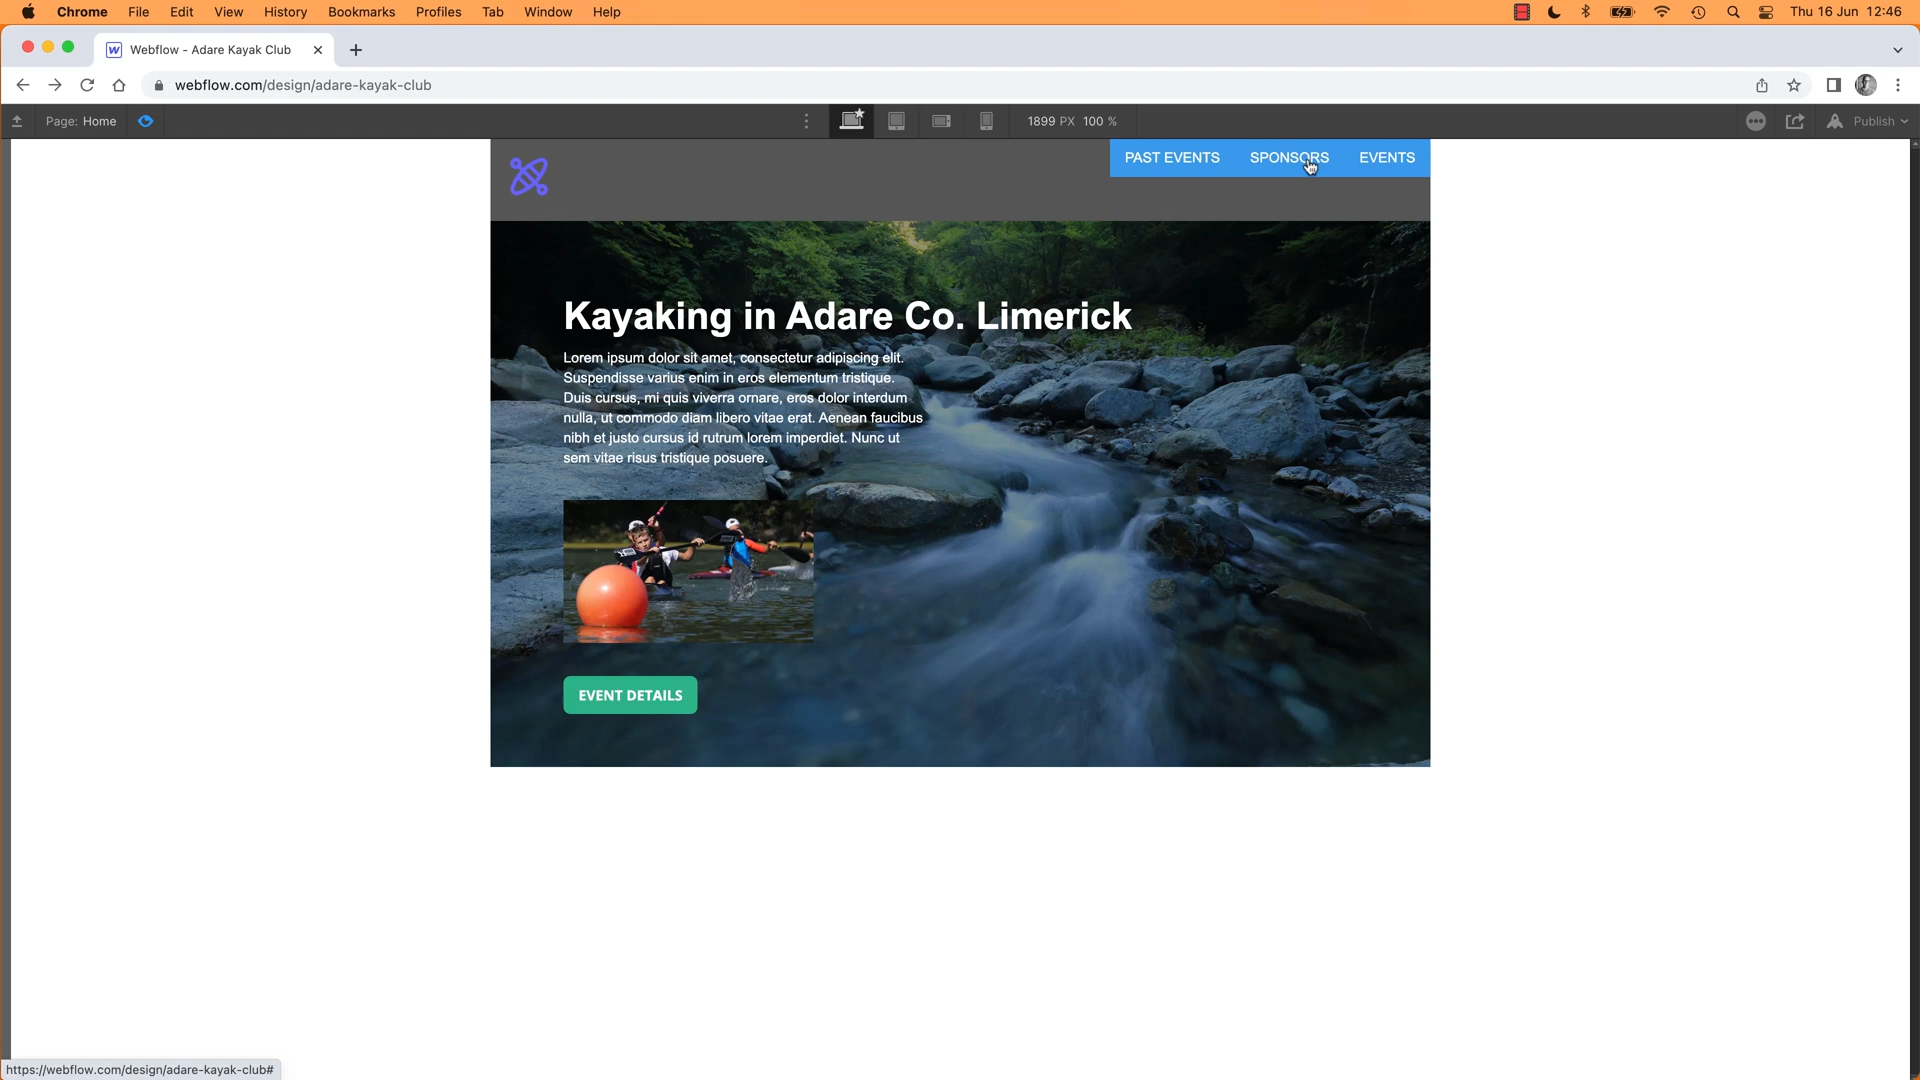 Chrome File Edit View History Bookmarks Profiles Tab Window Help Thu 16 Jun 12:46
Webflow - Adare Kayak Club
webflow.com/design/adare-kayak-club
Page: Home 1899 PX 100 % Publish
PAST EVENTS SPONSORS EVENTS
Kayaking in Adare Co. Limerick
Lorem ipsum dolor sit amet, consectetur adipiscing elit.
Suspendisse varius enim in eros elementum tristique.
Duis cursus, mi quis viverra ornare, eros dolor interdum
nulla, ut commodo diam libero vitae erat. Aenean faucibus
nibh et justo cursus id rutrum lorem imperdiet. Nunc ut
sem vitae risus tristique posuere.
EVENT DETAILS
https://webflow.com/design/adare-kayak-club#